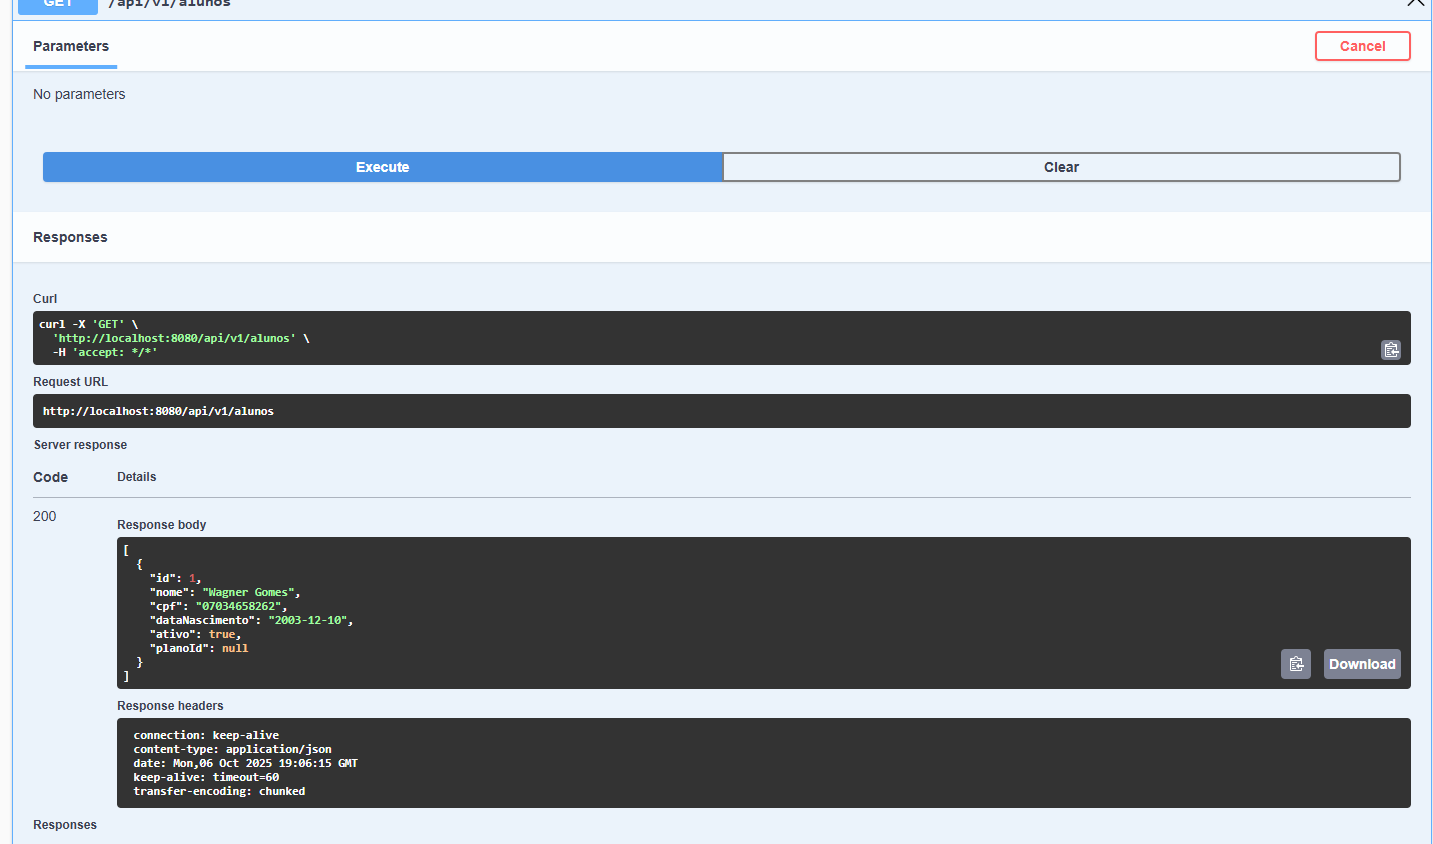 GET /api/v1/alunos
Parameters
Cancel
No parameters
Execute
Clear
Responses
Curl
curl -X 'GET' \
  'http://localhost:8080/api/v1/alunos' \
  -H 'accept: */*'
Request URL
http://localhost:8080/api/v1/alunos
Server response
Code Details
200
Response body
[
  {
    "id": 1,
    "nome": "Wagner Gomes",
    "cpf": "07034658262",
    "dataNascimento": "2003-12-10",
    "ativo": true,
    "planoId": null
  }
]
Download
Response headers
connection: keep-alive
content-type: application/json
date: Mon,06 Oct 2025 19:06:15 GMT
keep-alive: timeout=60
transfer-encoding: chunked
Responses